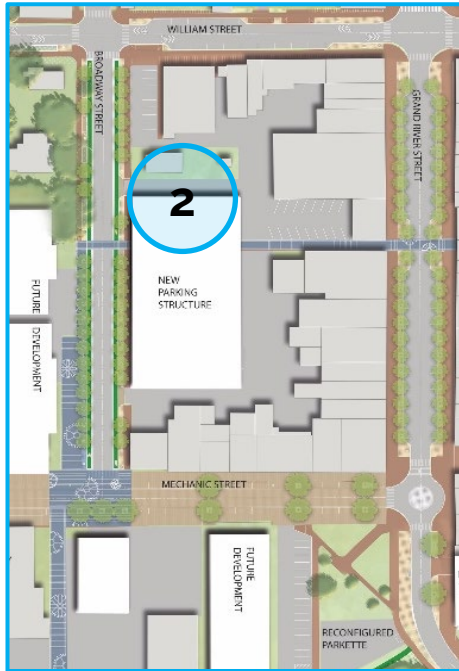 WILLIAM STREET
BROADWAY STREET
GRAND RIVER STREET
2
NEW
PARKING
STRUCTURE
FUTURE
DEVELOPMENT
MECHANIC STREET
FUTURE
DEVELOPMENT
RECONFIGURED
PARKETTE